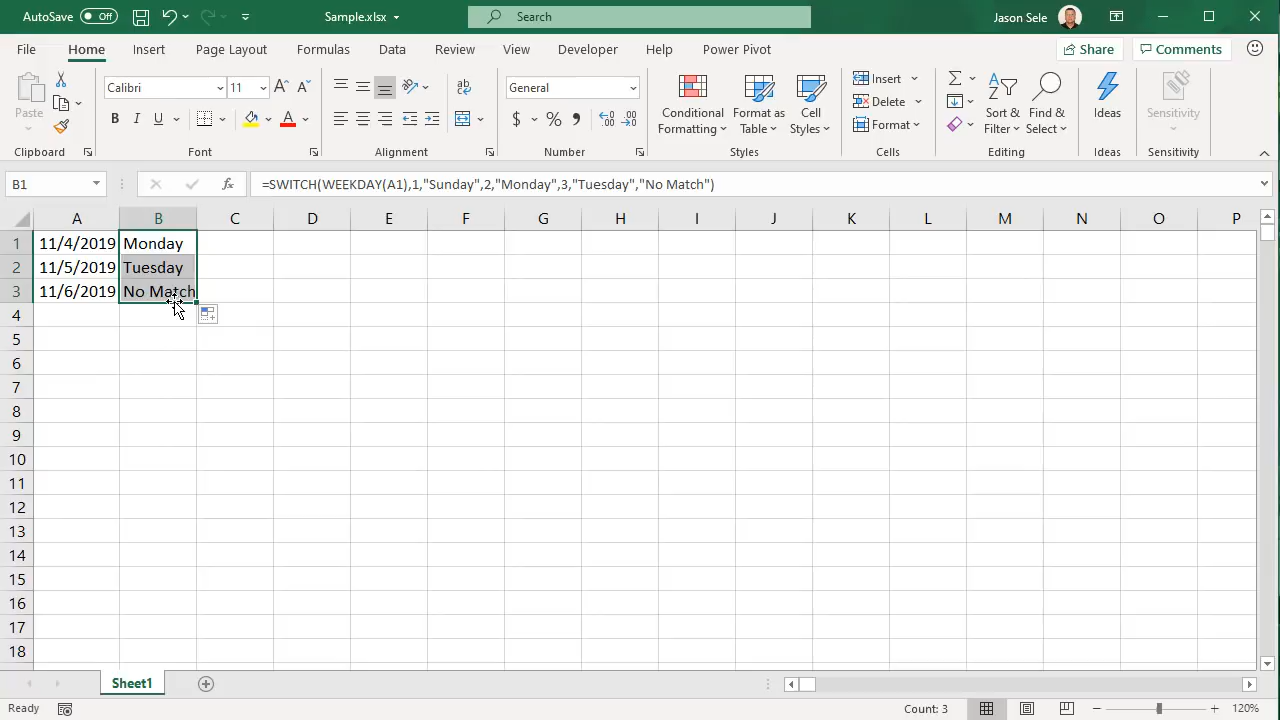 AutoSave Off Sample.xlsx Search Jason Sele
File Home Insert Page Layout Formulas Data Review View Developer Help Power Pivot Share Comments
Paste
Clipboard
Calibri 11
B I U A
Font
ab
Alignment
General
$ % ,
Number
Conditional Formatting
Format as Table
Cell Styles
Styles
Insert
Delete
Format
Cells
Sort & Filter
Find & Select
Editing
Ideas
Ideas
Sensitivity
Sensitivity
B1 fx =SWITCH(WEEKDAY(A1),1,"Sunday",2,"Monday",3,"Tuesday","No Match")
A B C D E F G H I J K L M N O P
1 11/4/2019 Monday
2 11/5/2019 Tuesday
3 11/6/2019 No Match
4
5
6
7
8
9
10
11
12
13
14
15
16
17
18
Sheet1
Ready Count: 3 120%